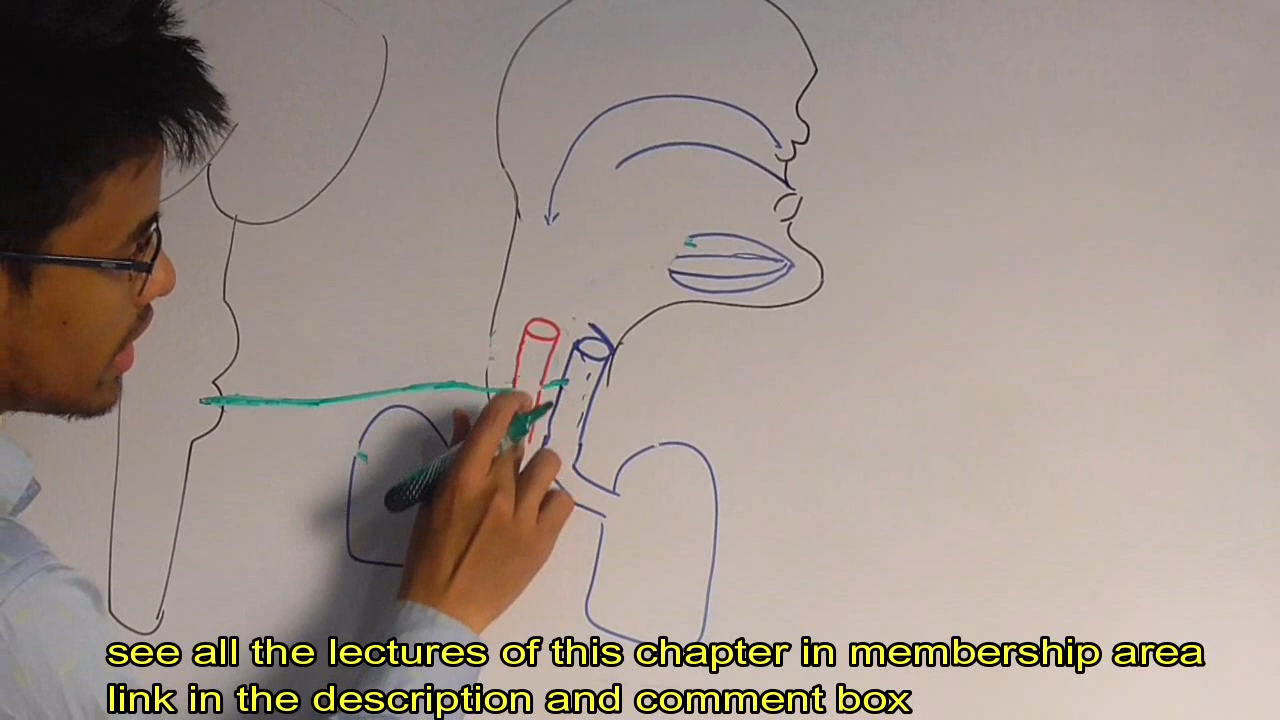 see all the lectures of this chapter in membership area
link in the description and comment box